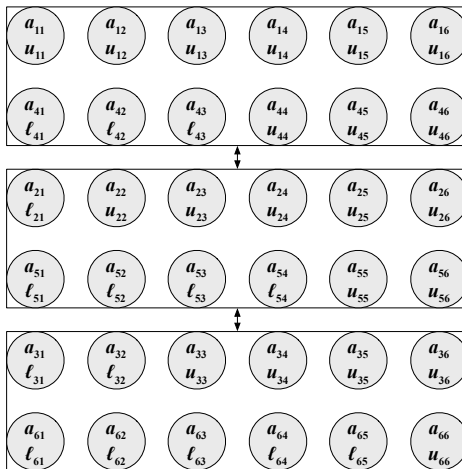 a₁₁ a₁₂ a₁₃ a₁₄ a₁₅ a₁₆
u₁₁ u₁₂ u₁₃ u₁₄ u₁₅ u₁₆
a₄₁ a₄₂ a₄₃ a₄₄ a₄₅ a₄₆
ℓ₄₁ ℓ₄₂ ℓ₄₃ u₄₄ u₄₅ u₄₆
a₂₁ a₂₂ a₂₃ a₂₄ a₂₅ a₂₆
ℓ₂₁ u₂₂ u₂₃ u₂₄ u₂₅ u₂₆
a₅₁ a₅₂ a₅₃ a₅₄ a₅₅ a₅₆
ℓ₅₁ ℓ₅₂ ℓ₅₃ ℓ₅₄ u₅₅ u₅₆
a₃₁ a₃₂ a₃₃ a₃₄ a₃₅ a₃₆
ℓ₃₁ ℓ₃₂ u₃₃ u₃₄ u₃₅ u₃₆
a₆₁ a₆₂ a₆₃ a₆₄ a₆₅ a₆₆
ℓ₆₁ ℓ₆₂ ℓ₆₃ ℓ₆₄ ℓ₆₅ u₆₆